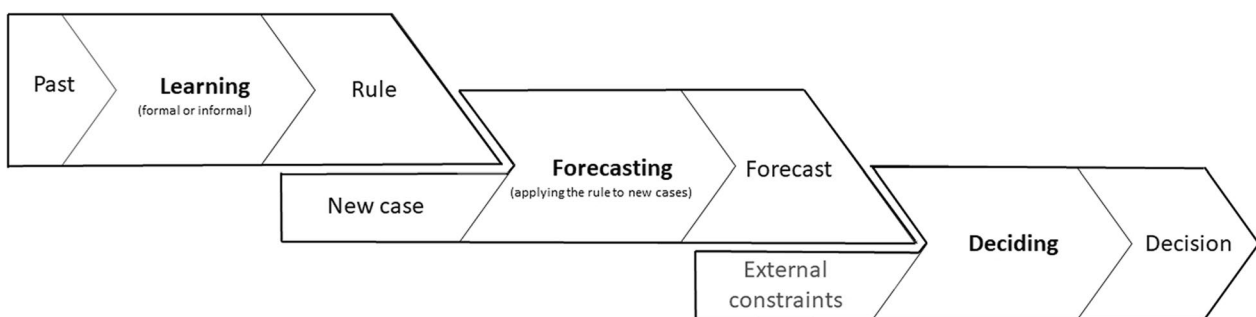 Past
Learning
(formal or informal)
Rule
New case
Forecasting
(applying the rule to new cases)
Forecast
External
constraints
Deciding
Decision